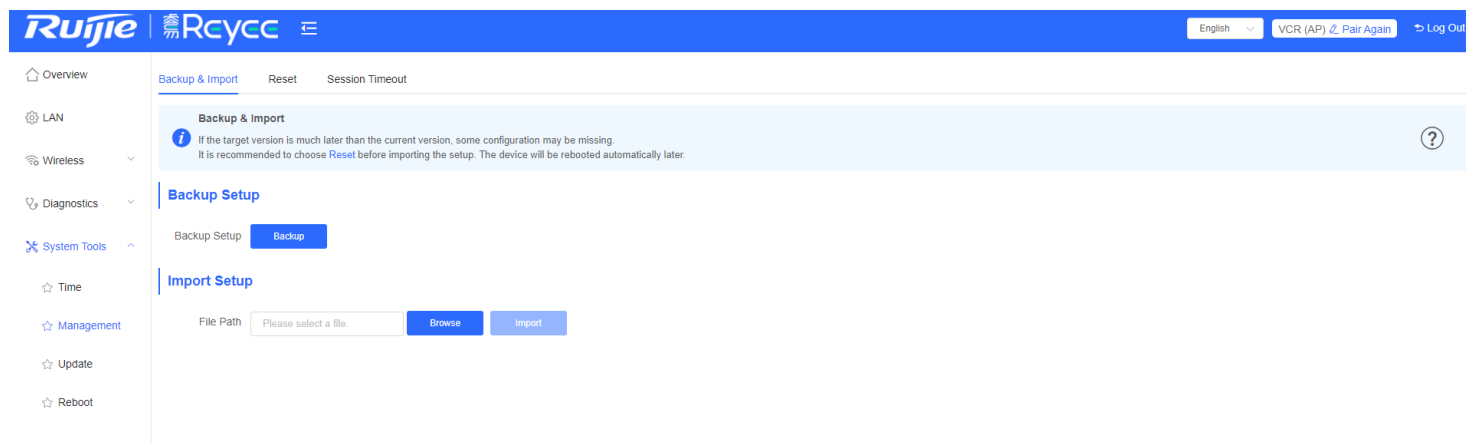 Ruijie 睿易 Reyee English VCR (AP) Pair Again Log Out
Overview
LAN
Wireless
Diagnostics
System Tools
Time
Management
Update
Reboot
Backup & Import Reset Session Timeout
Backup & Import
If the target version is much later than the current version, some configuration may be missing.
It is recommended to choose Reset before importing the setup. The device will be rebooted automatically later.
Backup Setup
Backup Setup Backup
Import Setup
File Path Please select a file. Browse Import